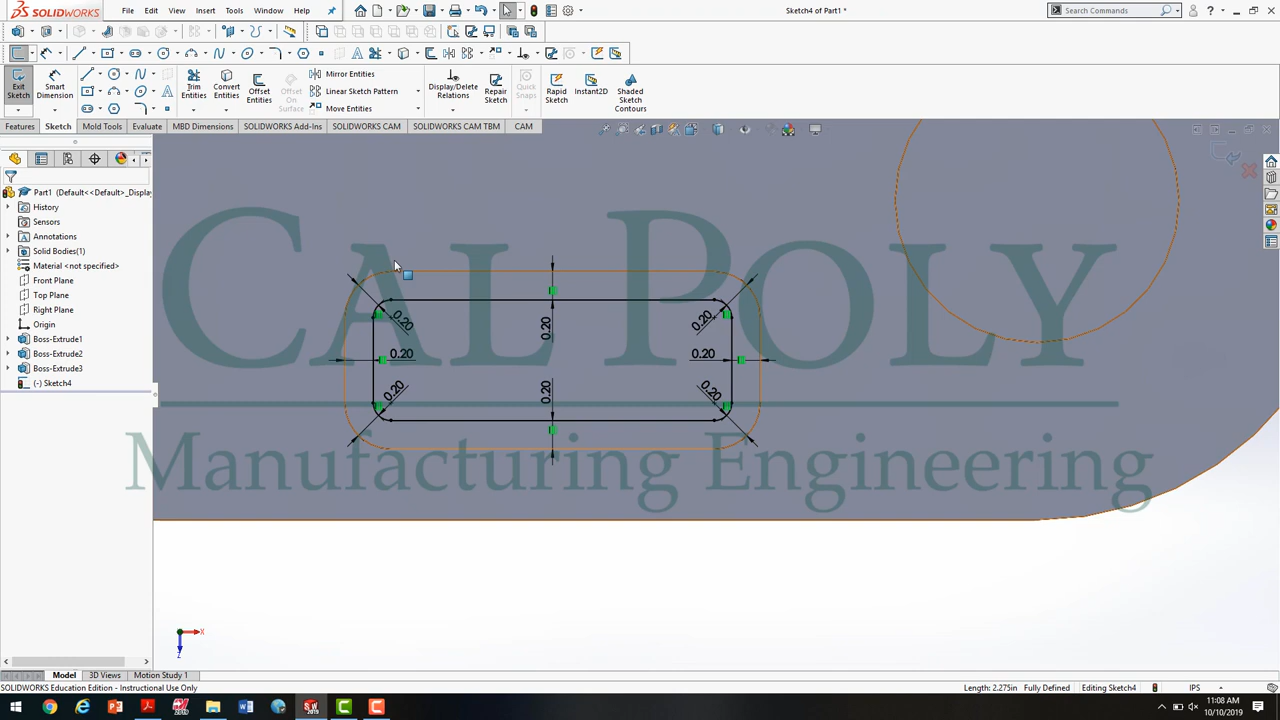 SOLIDWORKS
File Edit View Insert Tools Window Help
Sketch4 of Part1 *
Search Commands
Exit Sketch
Smart Dimension
Trim Entities
Convert Entities
Offset Entities
Offset On Surface
Mirror Entities
Linear Sketch Pattern
Move Entities
Display/Delete Relations
Repair Sketch
Quick Snaps
Rapid Sketch
Instant2D
Shaded Sketch Contours
Features Sketch Mold Tools Evaluate MBD Dimensions SOLIDWORKS Add-Ins SOLIDWORKS CAM SOLIDWORKS CAM TBM CAM
Part1 (Default<<Default>_Display
History
Sensors
Annotations
Solid Bodies(1)
Material <not specified>
Front Plane
Top Plane
Right Plane
Origin
Boss-Extrude1
Boss-Extrude2
Boss-Extrude3
(-) Sketch4
CAL POLY
Manufacturing Engineering
0.20
0.20
0.20
0.20
0.20
0.20
0.20
0.20
X
Z
Model 3D Views Motion Study 1
SOLIDWORKS Education Edition - Instructional Use Only
Length: 2.275in Fully Defined Editing Sketch4 IPS
11:08 AM
10/10/2019